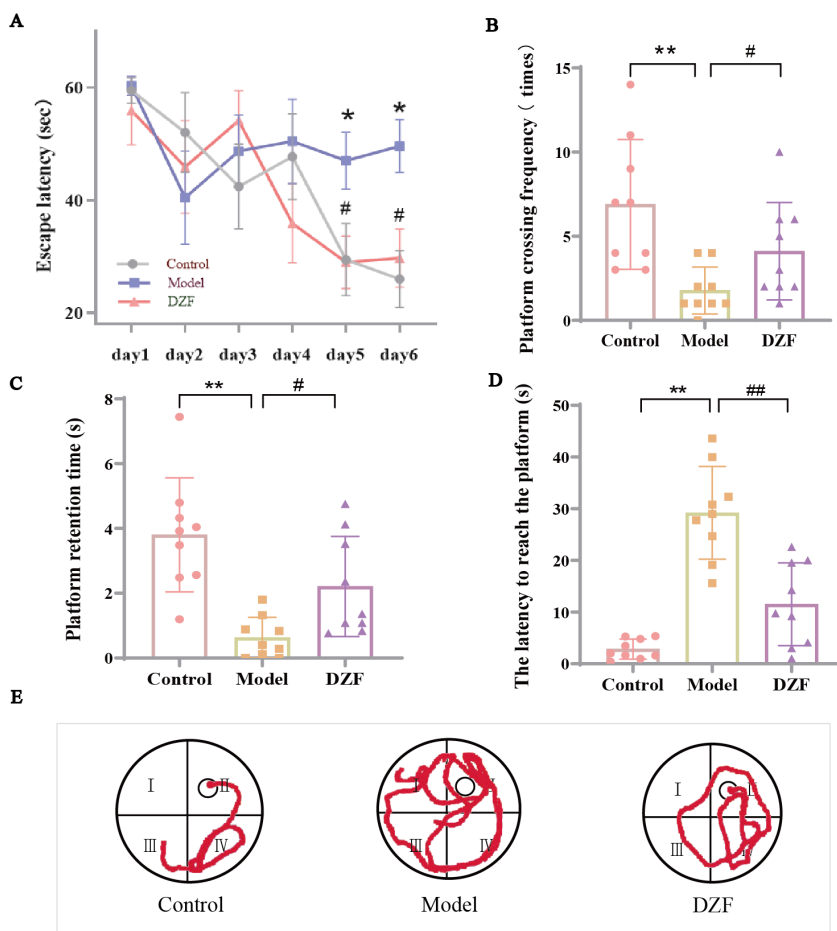 A
Escape latency (sec)
60
40
20
*
*
#
#
Control
Model
DZF
day1 day2 day3 day4 day5 day6
B
Platform crossing frequency ( times)
15
10
5
0
**
#
Control Model DZF
C
Platform retention time (s)
8
6
4
2
0
**
#
Control Model DZF
D
The latency to reach the platform (s)
50
40
30
20
10
0
**
##
Control Model DZF
E
Ⅰ Ⅱ
Ⅲ Ⅳ
Control
Ⅲ Ⅳ
Model
Ⅰ
Ⅲ
DZF